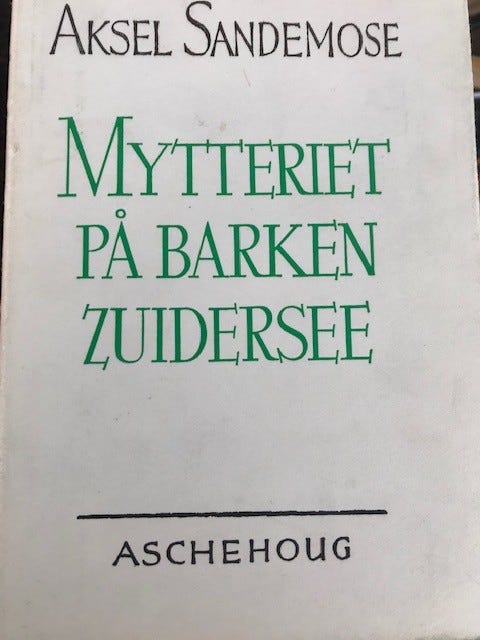 AKSEL SANDEMOSE
MYTTERIET
PÅ BARKEN
ZUIDERSEE
ASCHEHOUG